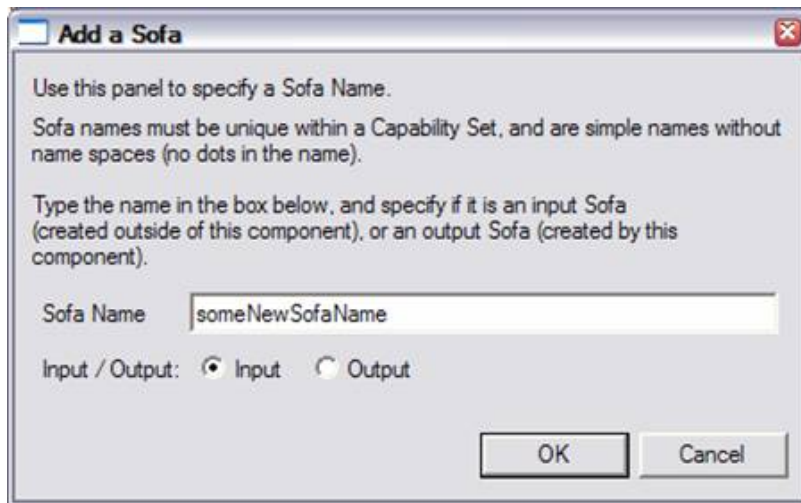 Add a Sofa
Use this panel to specify a Sofa Name.
Sofa names must be unique within a Capability Set, and are simple names without
name spaces (no dots in the name).
Type the name in the box below, and specify if it is an input Sofa
(created outside of this component), or an output Sofa (created by this
component).
Sofa Name someNewSofaName
Input / Output: Input Output
OK Cancel